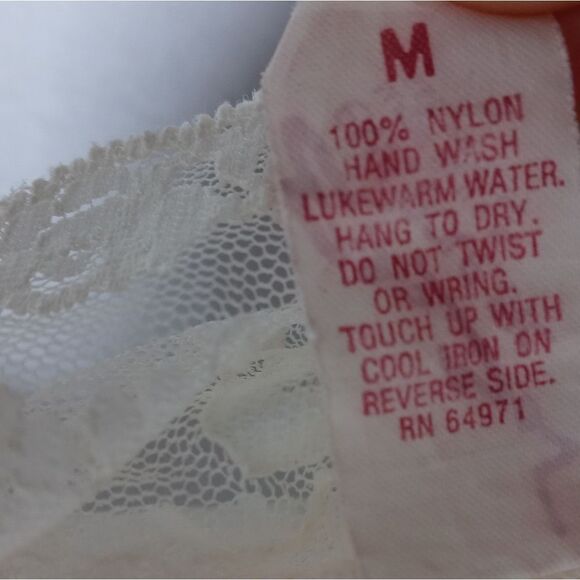 M
100% NYLON
HAND WASH
LUKEWARM WATER.
HANG TO DRY.
DO NOT TWIST
OR WRING.
TOUCH UP WITH
COOL IRON ON
REVERSE SIDE.
RN 64971